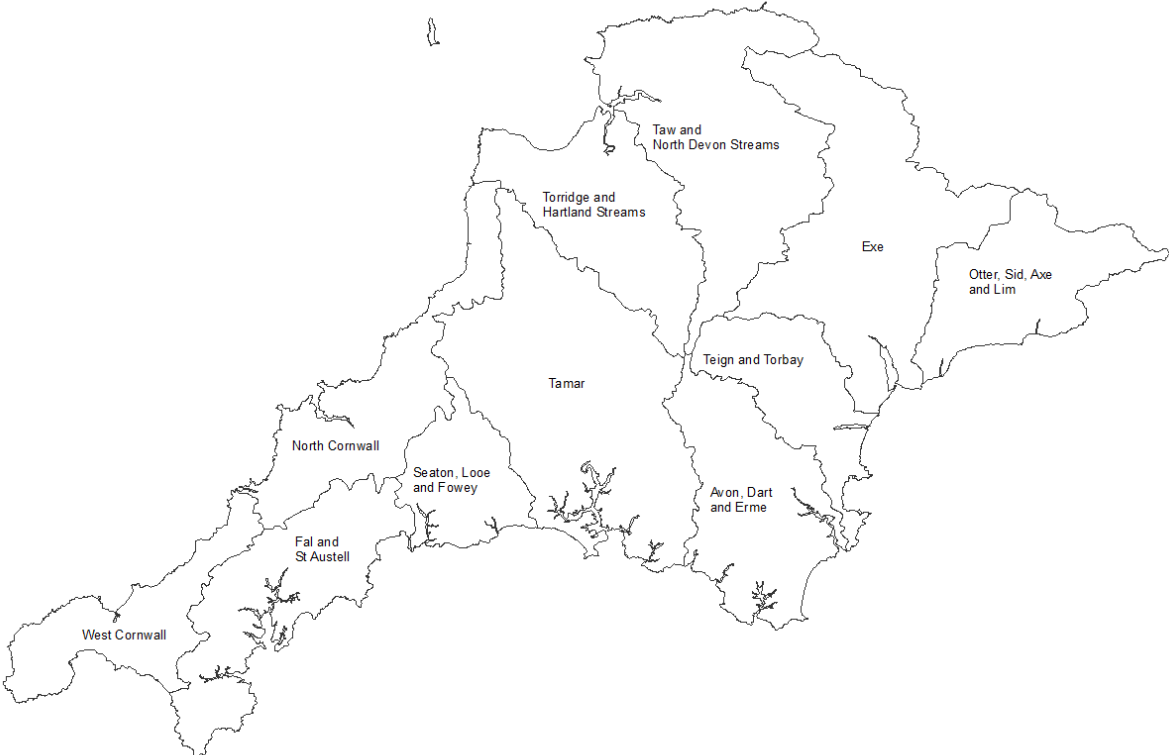 Taw and
North Devon Streams
Torridge and
Hartland Streams
Exe
Otter, Sid, Axe
and Lim
Teign and Torbay
Tamar
North Cornwall
Seaton, Looe
and Fowey
Avon, Dart
and Erme
Fal and
St Austell
West Cornwall